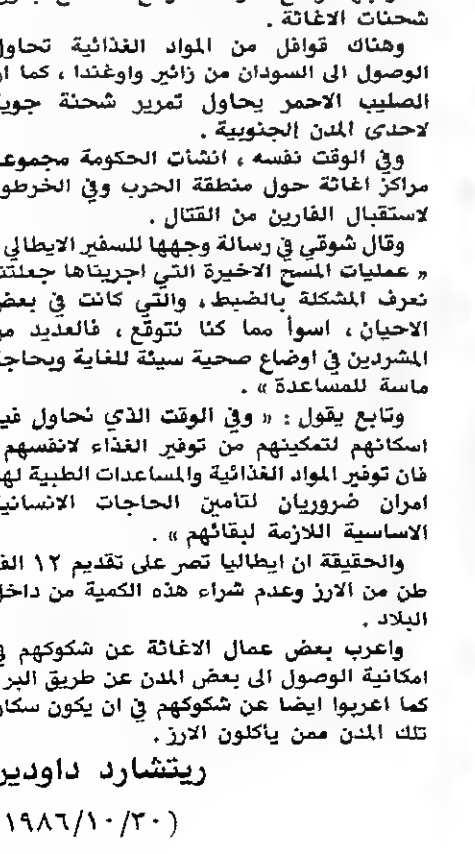 شحنات الاغاثة .
وهناك قوافل من المواد الغذائية تحاول
الوصول الى السودان من زائير واوغندا ، كما ان
الصليب الاحمر يحاول تمرير شحنة جوية
لاحدى المدن الجنوبية .
وفي الوقت نفسه ، انشأت الحكومة مجموعة
مراكز اغاثة حول منطقة الحرب وفي الخرطوم
لاستقبال الفارين من القتال .
وقال شوقي في رسالة وجهها للسفير الايطالي
« عمليات المسح الاخيرة التي اجريناها جعلتنا
نعرف المشكلة بالضبط ، والتي كانت في بعض
الاحيان ، اسوأ مما كنا نتوقع ، فالعديد من
المشردين في اوضاع صحية سيئة للغاية وبحاجة
ماسة للمساعدة » .
وتابع يقول : « وفي الوقت الذي نحاول فيه
اسكانهم لتمكينهم من توفير الغذاء لانفسهم
فان توفير المواد الغذائية والمساعدات الطبية لهم
امران ضروريان لتأمين الحاجات الانسانية
الاساسية اللازمة لبقائهم » .
والحقيقة ان ايطاليا تصر على تقديم ١٢ الف
طن من الارز وعدم شراء هذه الكمية من داخل
البلاد .
واعرب بعض عمال الاغاثة عن شكوكهم في
امكانية الوصول الى بعض المدن عن طريق البر
كما اعربوا ايضا عن شكوكهم في ان يكون سكان
تلك المدن ممن يأكلون الارز .
ريتشارد داودين
(١٩٨٦/١٠/٣٠